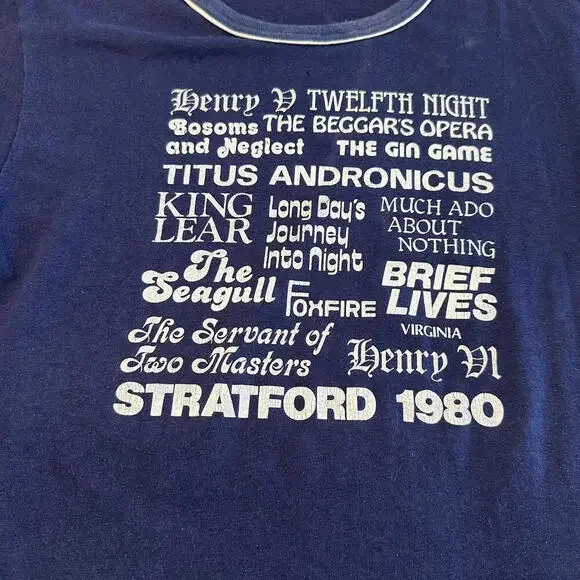 Henry V TWELFTH NIGHT
Bosoms and Neglect
THE BEGGAR'S OPERA
THE GIN GAME
TITUS ANDRONICUS
KING
LEAR
Long Day's
Journey
Into Night
MUCH ADO
ABOUT
NOTHING
The
Seagull
FOXFIRE
BRIEF
LIVES
VIRGINIA
The Servant of
Two Masters
Henry VI
STRATFORD 1980